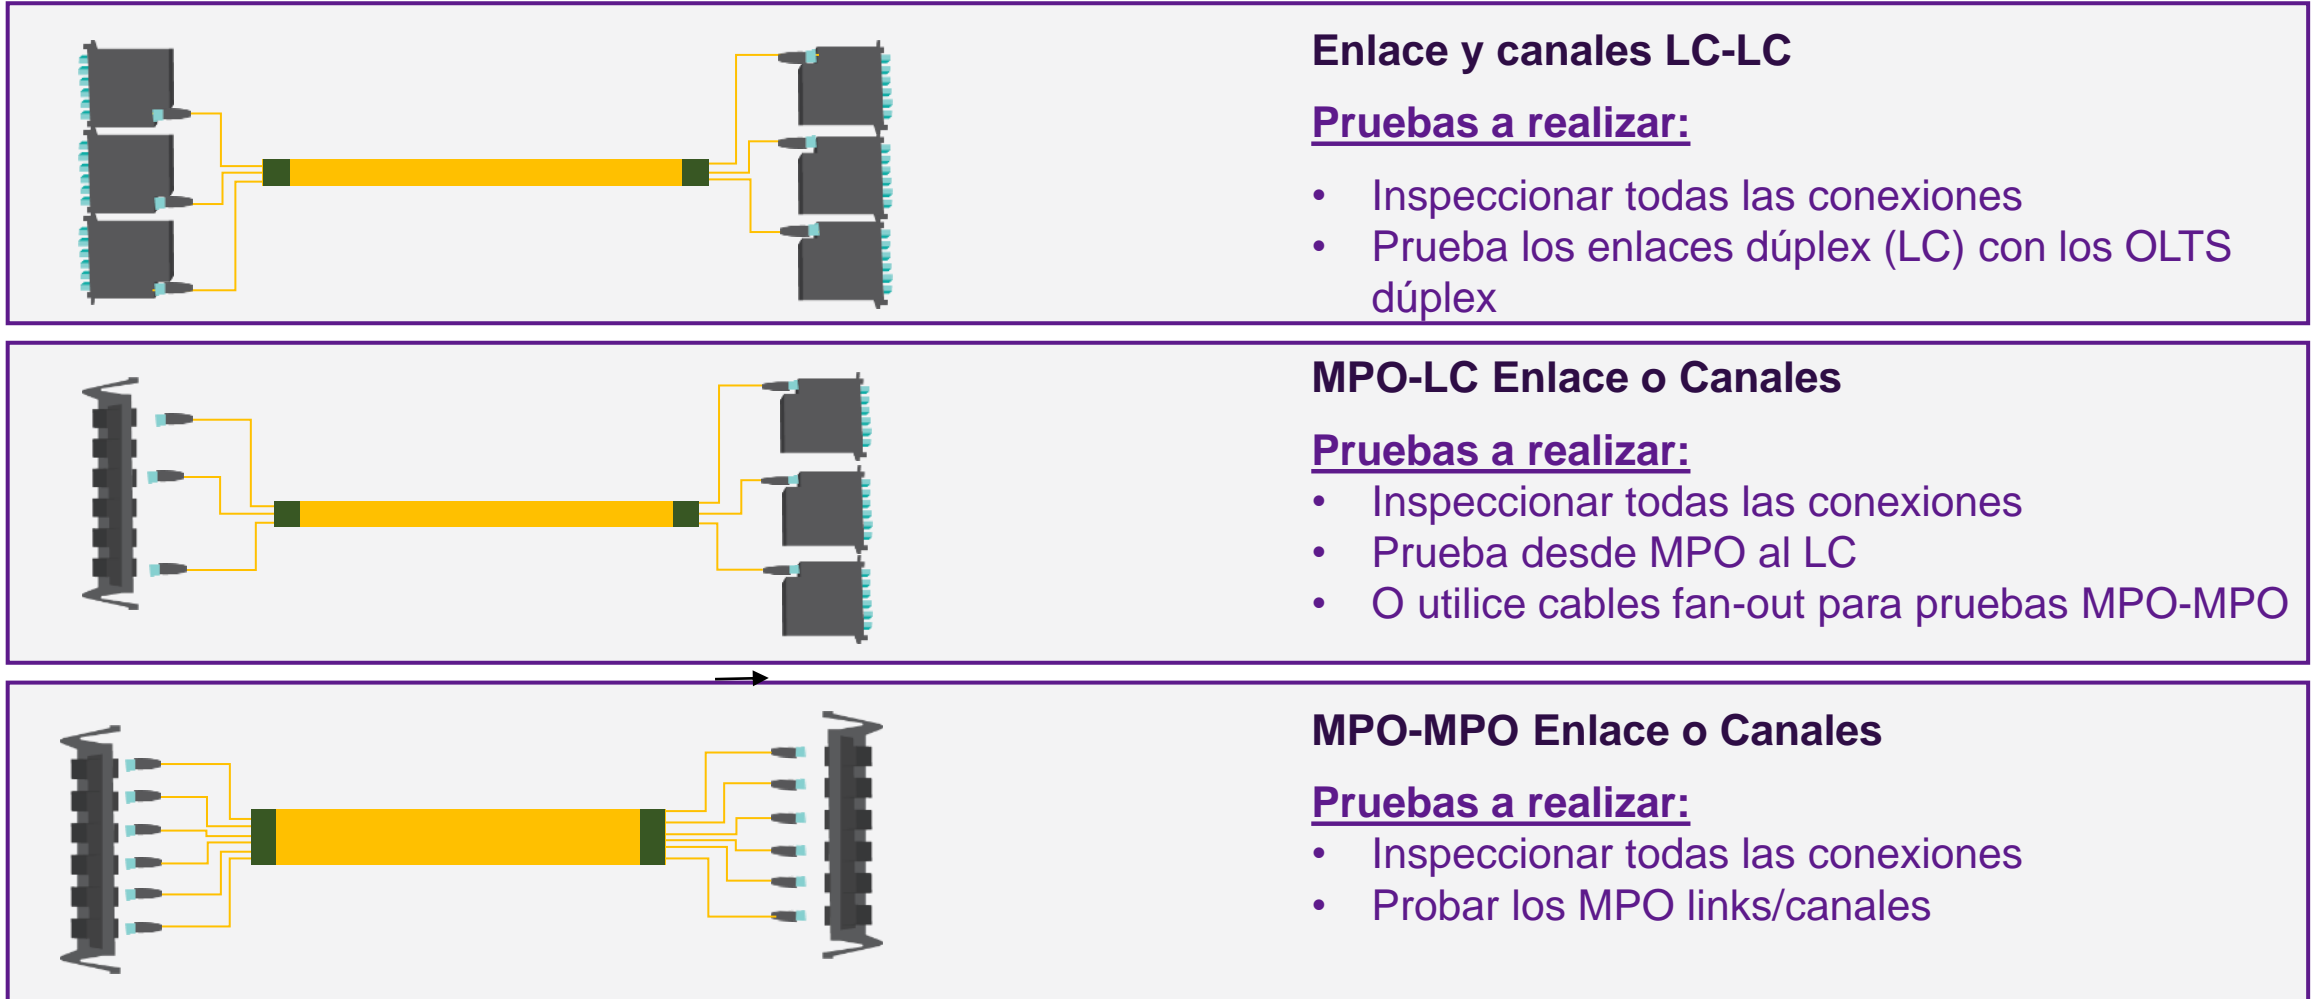 Enlace y canales LC-LC
Pruebas a realizar:
• Inspeccionar todas las conexiones
• Prueba los enlaces dúplex (LC) con los OLTS
dúplex
MPO-LC Enlace o Canales
Pruebas a realizar:
• Inspeccionar todas las conexiones
• Prueba desde MPO al LC
• O utilice cables fan-out para pruebas MPO-MPO
MPO-MPO Enlace o Canales
Pruebas a realizar:
• Inspeccionar todas las conexiones
• Probar los MPO links/canales